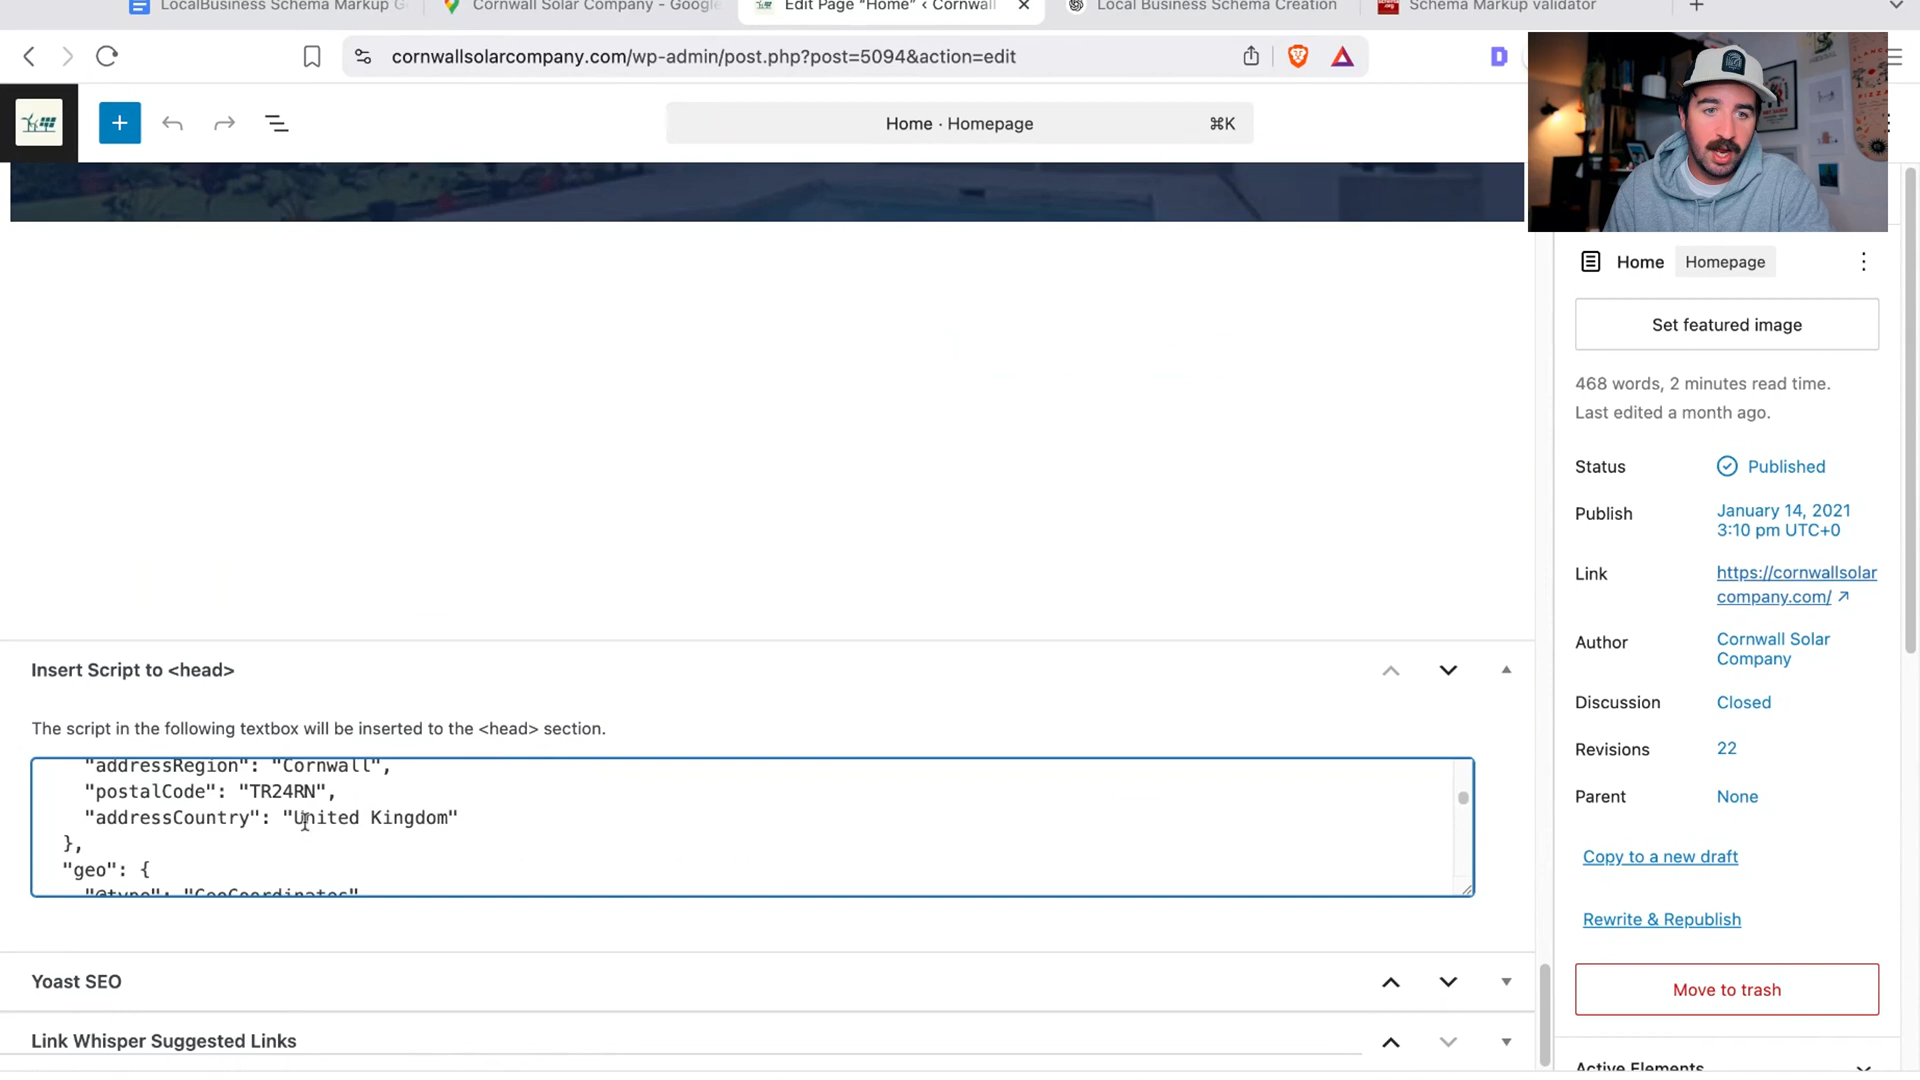 LocalBusiness Schema Markup G
Cornwall Solar Company - Google
Edit Page “Home” ‹ Cornwall
Local Business Schema Creation
Schema Markup validator
cornwallsolarcompany.com/wp-admin/post.php?post=5094&action=edit
Home · Homepage
⌘K
Home
Homepage
Set featured image
468 words, 2 minutes read time.
Last edited a month ago.
Status
Published
Publish
January 14, 2021
3:10 pm UTC+0
Link
https://cornwallsolar
company.com/ ↗
Author
Cornwall Solar
Company
Discussion
Closed
Revisions
22
Parent
None
Copy to a new draft
Rewrite & Republish
Move to trash
Active Elements
Insert Script to <head>
The script in the following textbox will be inserted to the <head> section.
"addressRegion": "Cornwall",
"postalCode": "TR24RN",
"addressCountry": "United Kingdom"
},
"geo": {
"@type": "GeoCoordinates"
Yoast SEO
Link Whisper Suggested Links